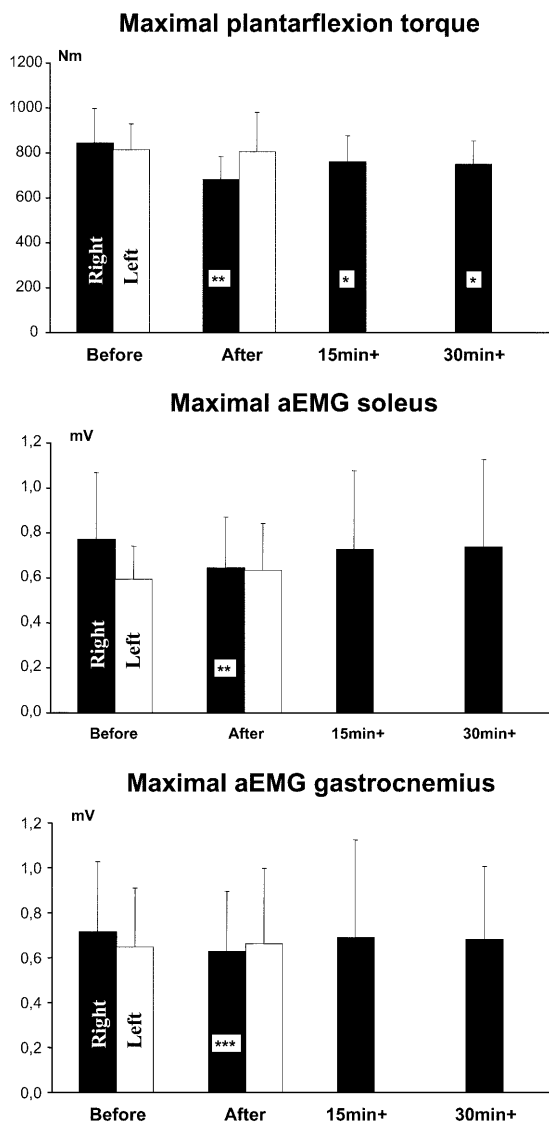 Maximal plantarflexion torque
Nm
1200
1000
800
600
400
200
0
Right
Left
**
*
*
Before After 15min+ 30min+
Maximal aEMG soleus
mV
1,2
1,0
0,8
0,6
0,4
0,2
0,0
Right
Left
**
Before After 15min+ 30min+
Maximal aEMG gastrocnemius
mV
1,2
1,0
0,8
0,6
0,4
0,2
0,0
Right
Left
***
Before After 15min+ 30min+